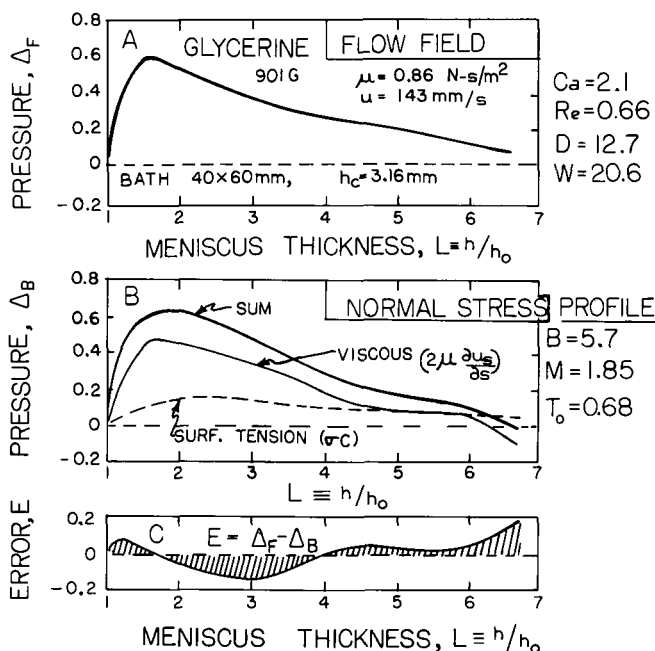 PRESSURE, Δ_F
0.8
0.6
0.4
0.2
0
-0.2
A
GLYCERINE
901G
FLOW FIELD
μ = 0.86 N-s/m²
u = 143 mm/s
BATH 40×60mm, h_c = 3.16 mm
1 2 3 4 5 6 7
MENISCUS THICKNESS, L ≡ h/h_o
Ca = 2.1
Re = 0.66
D = 12.7
W = 20.6
PRESSURE, Δ_B
0.8
0.6
0.4
0.2
0
-0.2
B
SUM
NORMAL STRESS PROFILE
VISCOUS (2μ ∂u_s/∂s)
SURF. TENSION (σC)
1 2 3 4 5 6 7
L ≡ h/h_o
B = 5.7
M = 1.85
T_o = 0.68
ERROR, E
0.2
0
-0.2
C
E = Δ_F - Δ_B
1 2 3 4 5 6 7
MENISCUS THICKNESS, L ≡ h/h_o